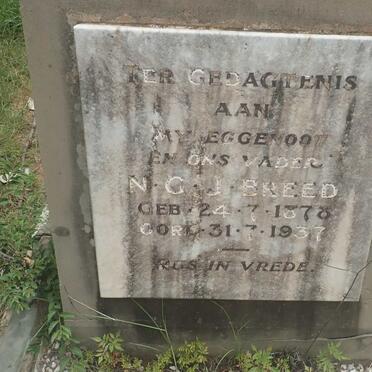 TER GEDAGTENIS
AAN
MY EGGENOOT
EN ONS VADER
N·G·J·BREED
GEB·24·7·1878
OORL·31·7·1937
RUS IN VREDE.